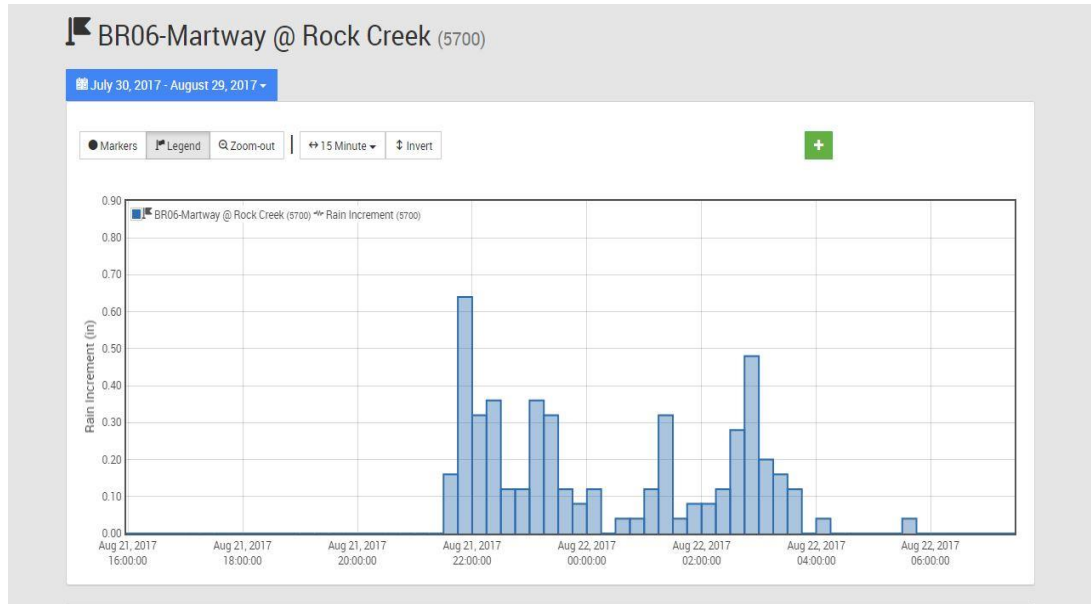 BR06-Martway @ Rock Creek (5700)
July 30, 2017 - August 29, 2017
Markers Legend Zoom-out 15 Minute Invert
+
BR06-Martway @ Rock Creek (5700) Rain Increment (5700)
Rain Increment (in)
0.90
0.80
0.70
0.60
0.50
0.40
0.30
0.20
0.10
0.00
Aug 21, 2017 Aug 21, 2017 Aug 21, 2017 Aug 21, 2017 Aug 22, 2017 Aug 22, 2017 Aug 22, 2017 Aug 22, 2017
16:00:00 18:00:00 20:00:00 22:00:00 00:00:00 02:00:00 04:00:00 06:00:00